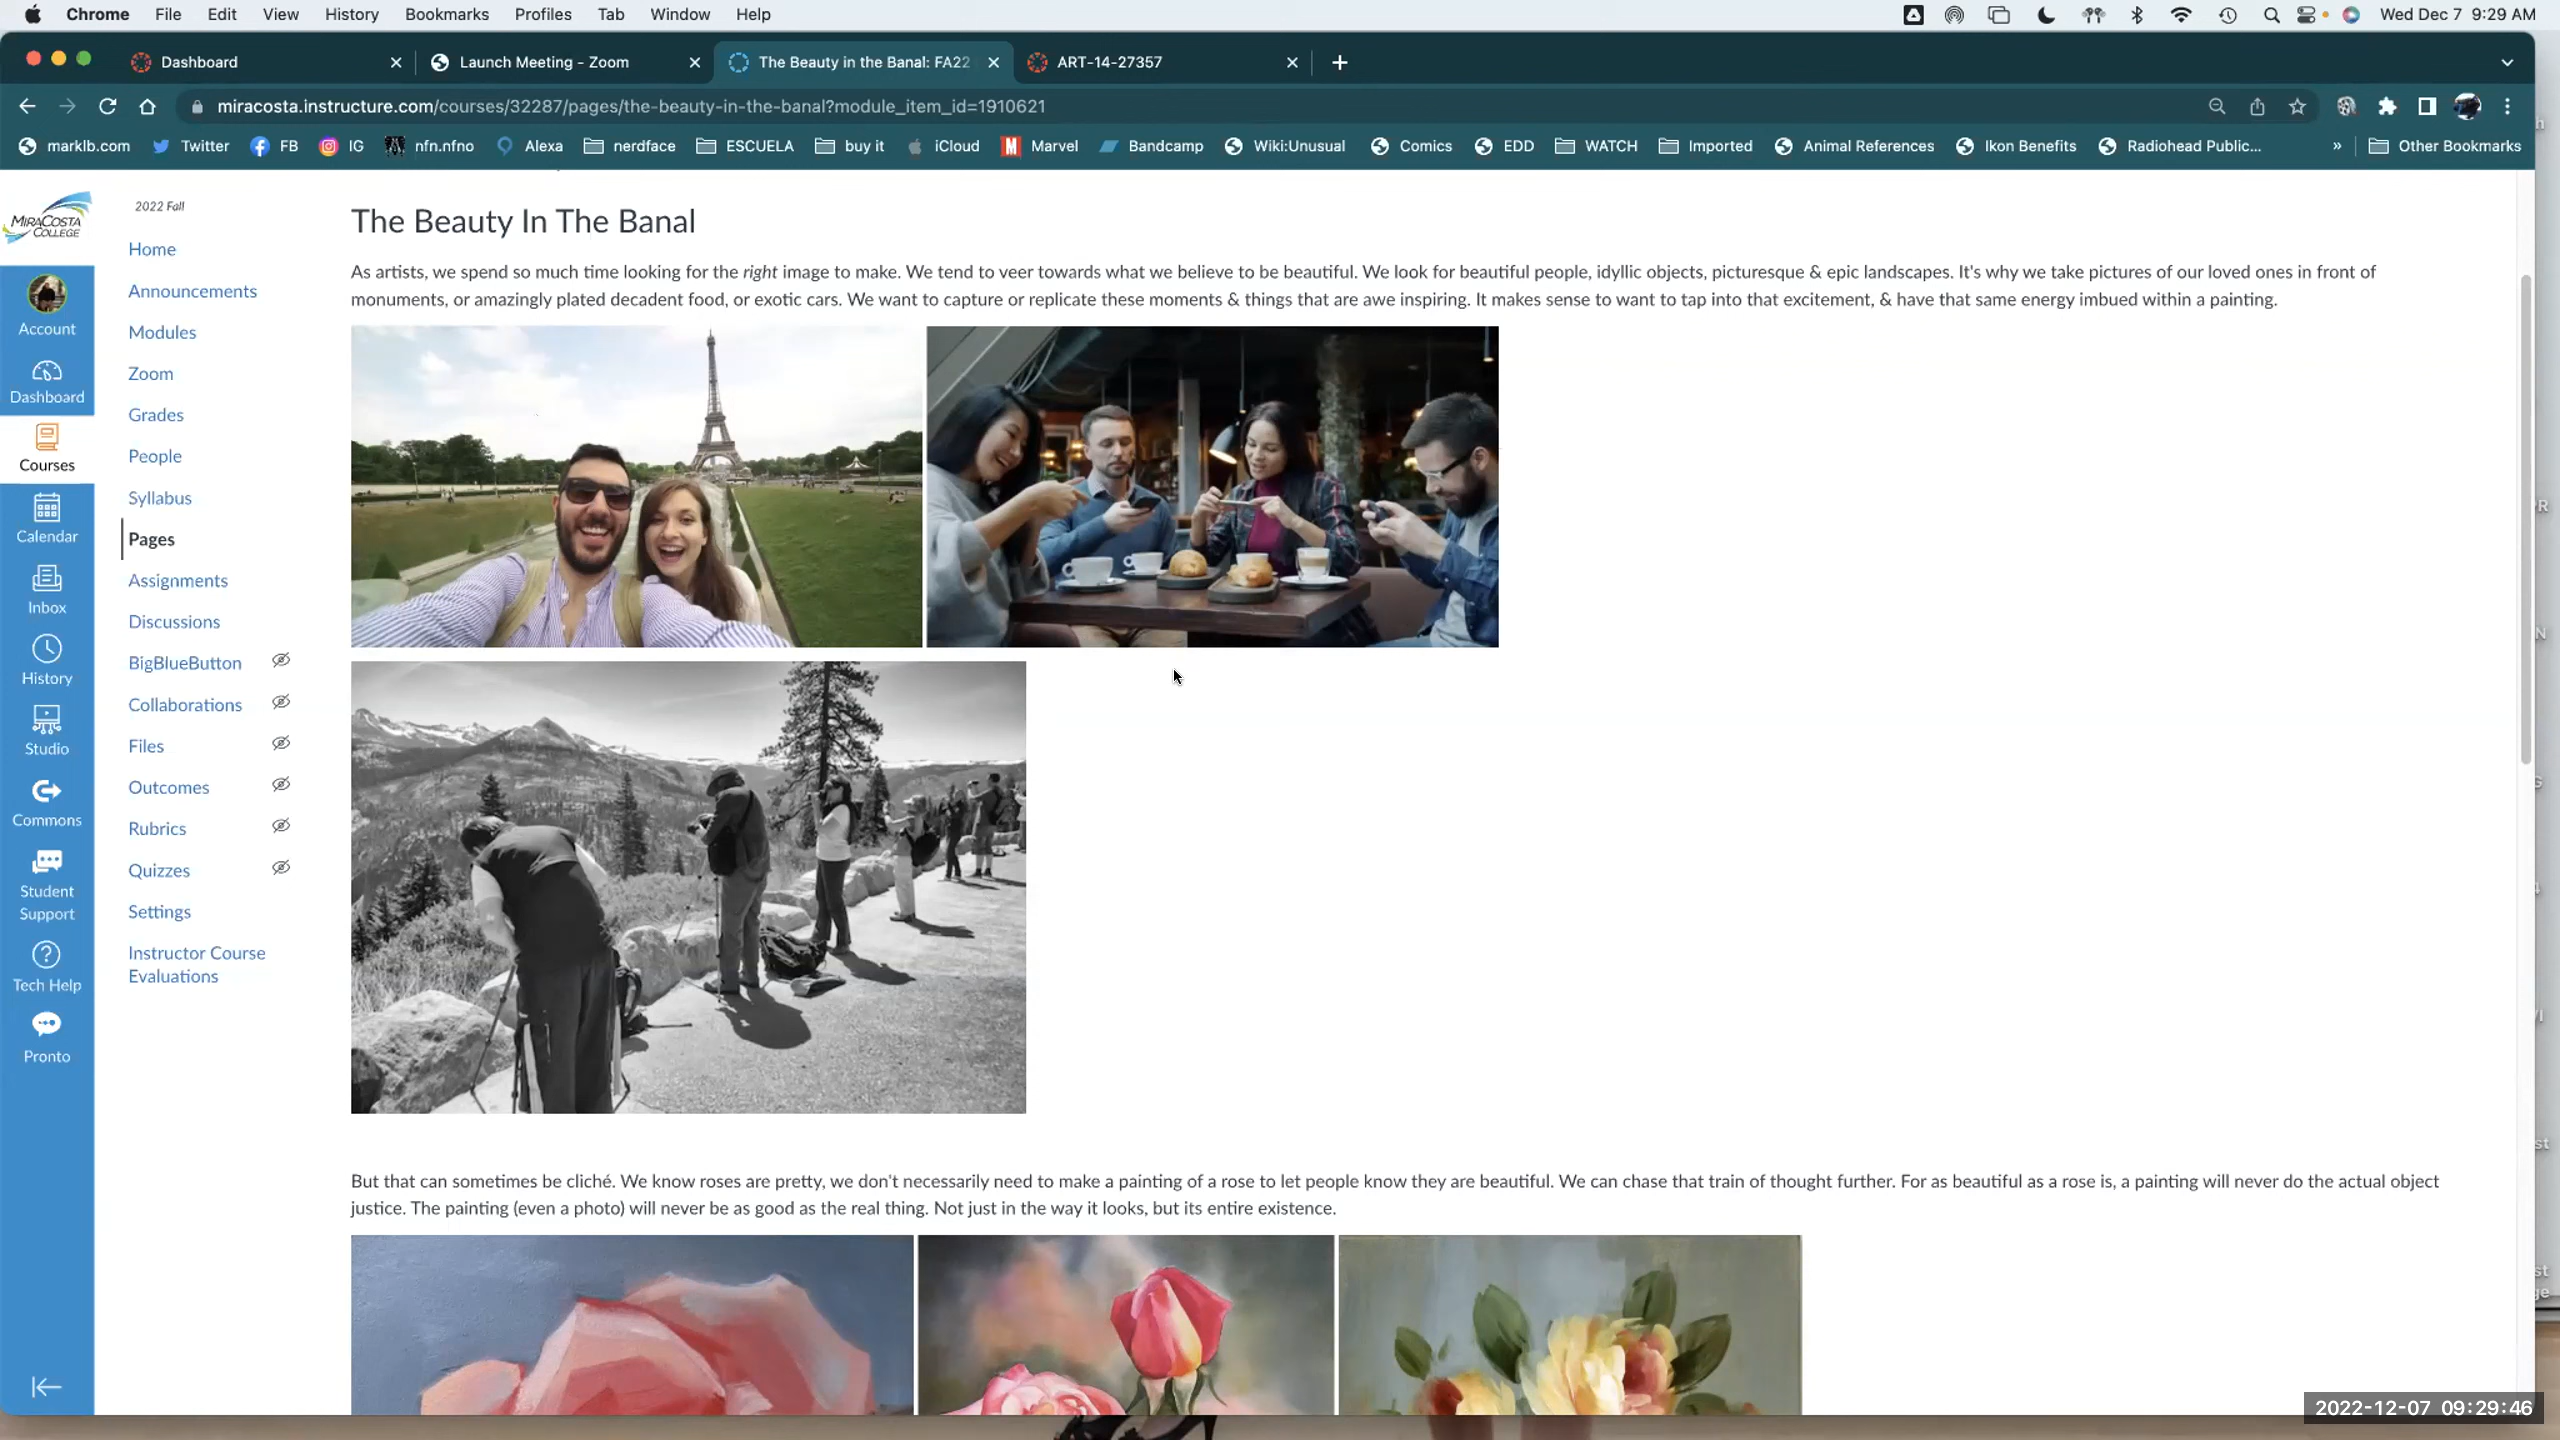 Chrome File Edit View History Bookmarks Profiles Tab Window Help Wed Dec 7 9:29 AM
Dashboard Launch Meeting - Zoom The Beauty in the Banal: FA22 ART-14-27357
miracosta.instructure.com/courses/32287/pages/the-beauty-in-the-banal?module_item_id=1910621
marklb.com Twitter FB IG nfn.nfno Alexa nerdface ESCUELA buy it iCloud Marvel Bandcamp Wiki:Unusual Comics EDD WATCH Imported Animal References Ikon Benefits Radiohead Public... » Other Bookmarks
MIRACOSTA
COLLEGE
Account
Dashboard
Courses
Calendar
Inbox
History
Studio
Commons
Student
Support
Tech Help
Pronto
2022 Fall
Home
Announcements
Modules
Zoom
Grades
People
Syllabus
Pages
Assignments
Discussions
BigBlueButton
Collaborations
Files
Outcomes
Rubrics
Quizzes
Settings
Instructor Course
Evaluations
The Beauty In The Banal
As artists, we spend so much time looking for the right image to make. We tend to veer towards what we believe to be beautiful. We look for beautiful people, idyllic objects, picturesque & epic landscapes. It's why we take pictures of our loved ones in front of
monuments, or amazingly plated decadent food, or exotic cars. We want to capture or replicate these moments & things that are awe inspiring. It makes sense to want to tap into that excitement, & have that same energy imbued within a painting.
But that can sometimes be cliché. We know roses are pretty, we don't necessarily need to make a painting of a rose to let people know they are beautiful. We can chase that train of thought further. For as beautiful as a rose is, a painting will never do the actual object
justice. The painting (even a photo) will never be as good as the real thing. Not just in the way it looks, but its entire existence.
2022-12-07 09:29:46